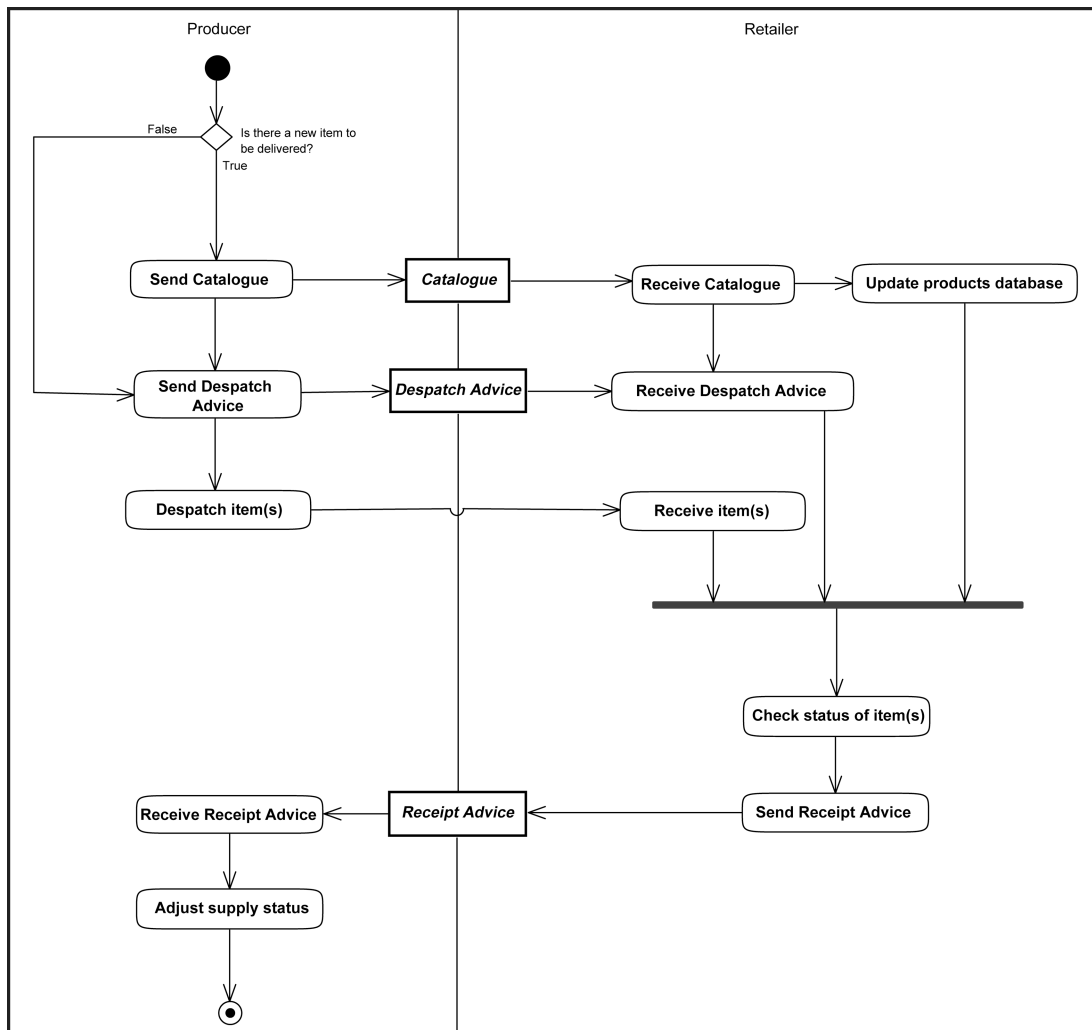 Producer
Retailer
False
Is there a new item to
be delivered?
True
Send Catalogue
Catalogue
Receive Catalogue
Update products database
Send Despatch
Advice
Despatch Advice
Receive Despatch Advice
Despatch item(s)
Receive item(s)
Check status of item(s)
Receive Receipt Advice
Receipt Advice
Send Receipt Advice
Adjust supply status